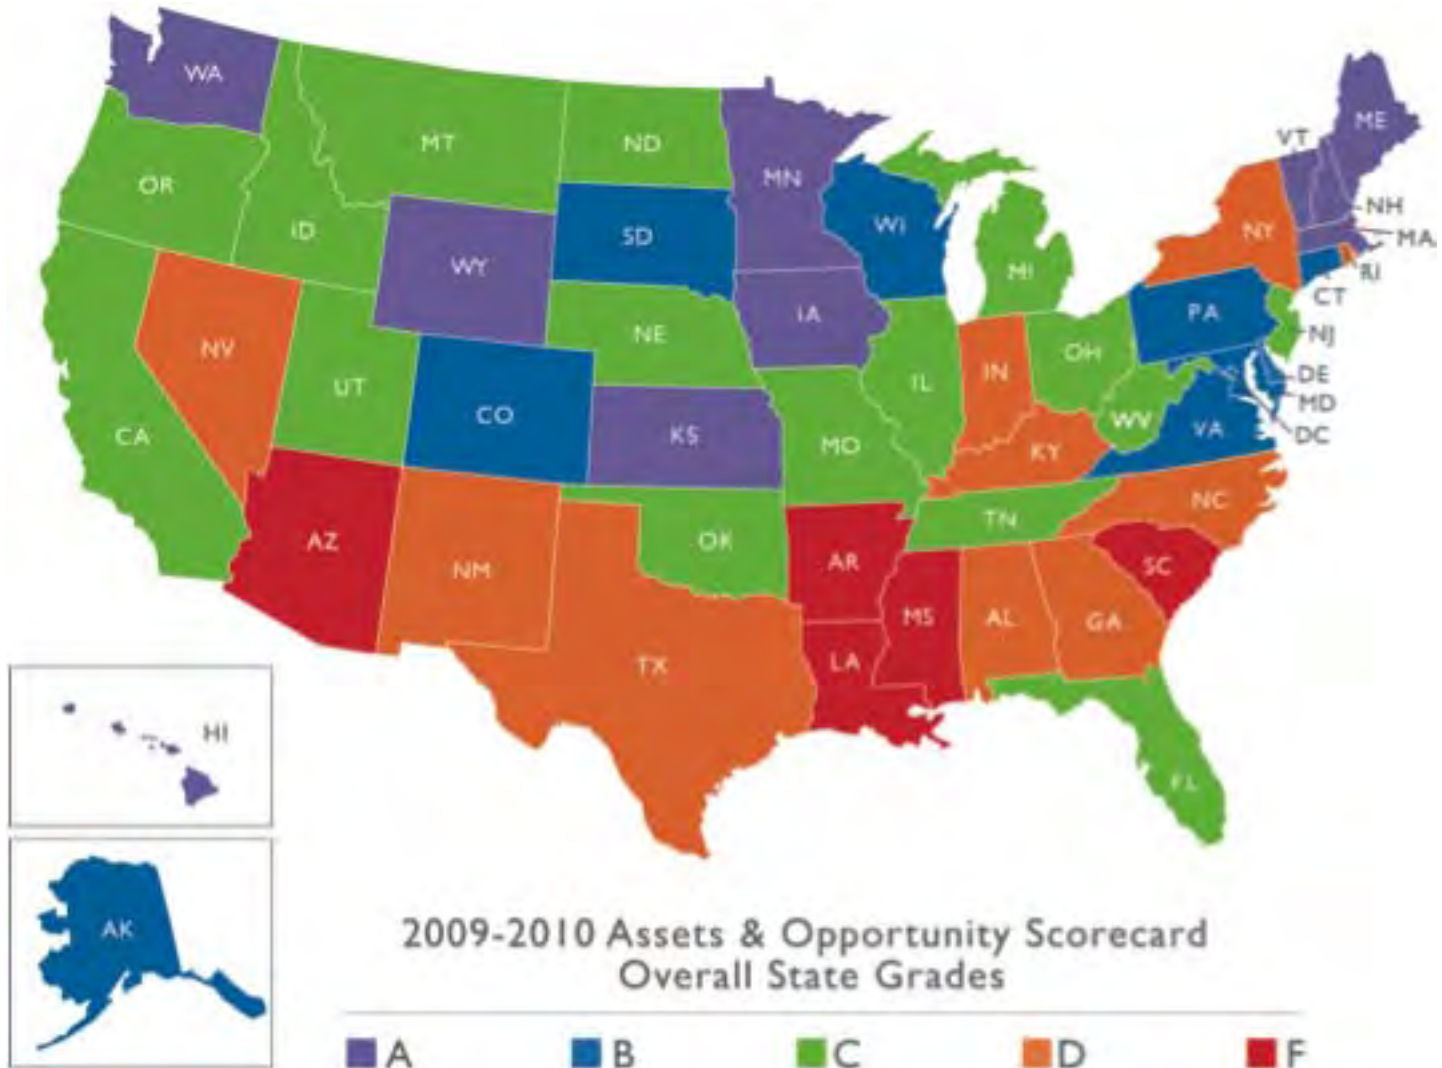 WA
MT
ND
MN
ME
VT
OR
ID
SD
WI
NH
NY
MA
WY
MI
RI
CT
IA
PA
NE
NJ
NV
OH
UT
IL
IN
DE
MD
CO
CA
KS
MO
WV
VA
DC
KY
NC
AZ
OK
TN
NM
AR
SC
MS
AL
GA
TX
LA
HI
FL
AK
2009-2010 Assets & Opportunity Scorecard
Overall State Grades
A B C D F